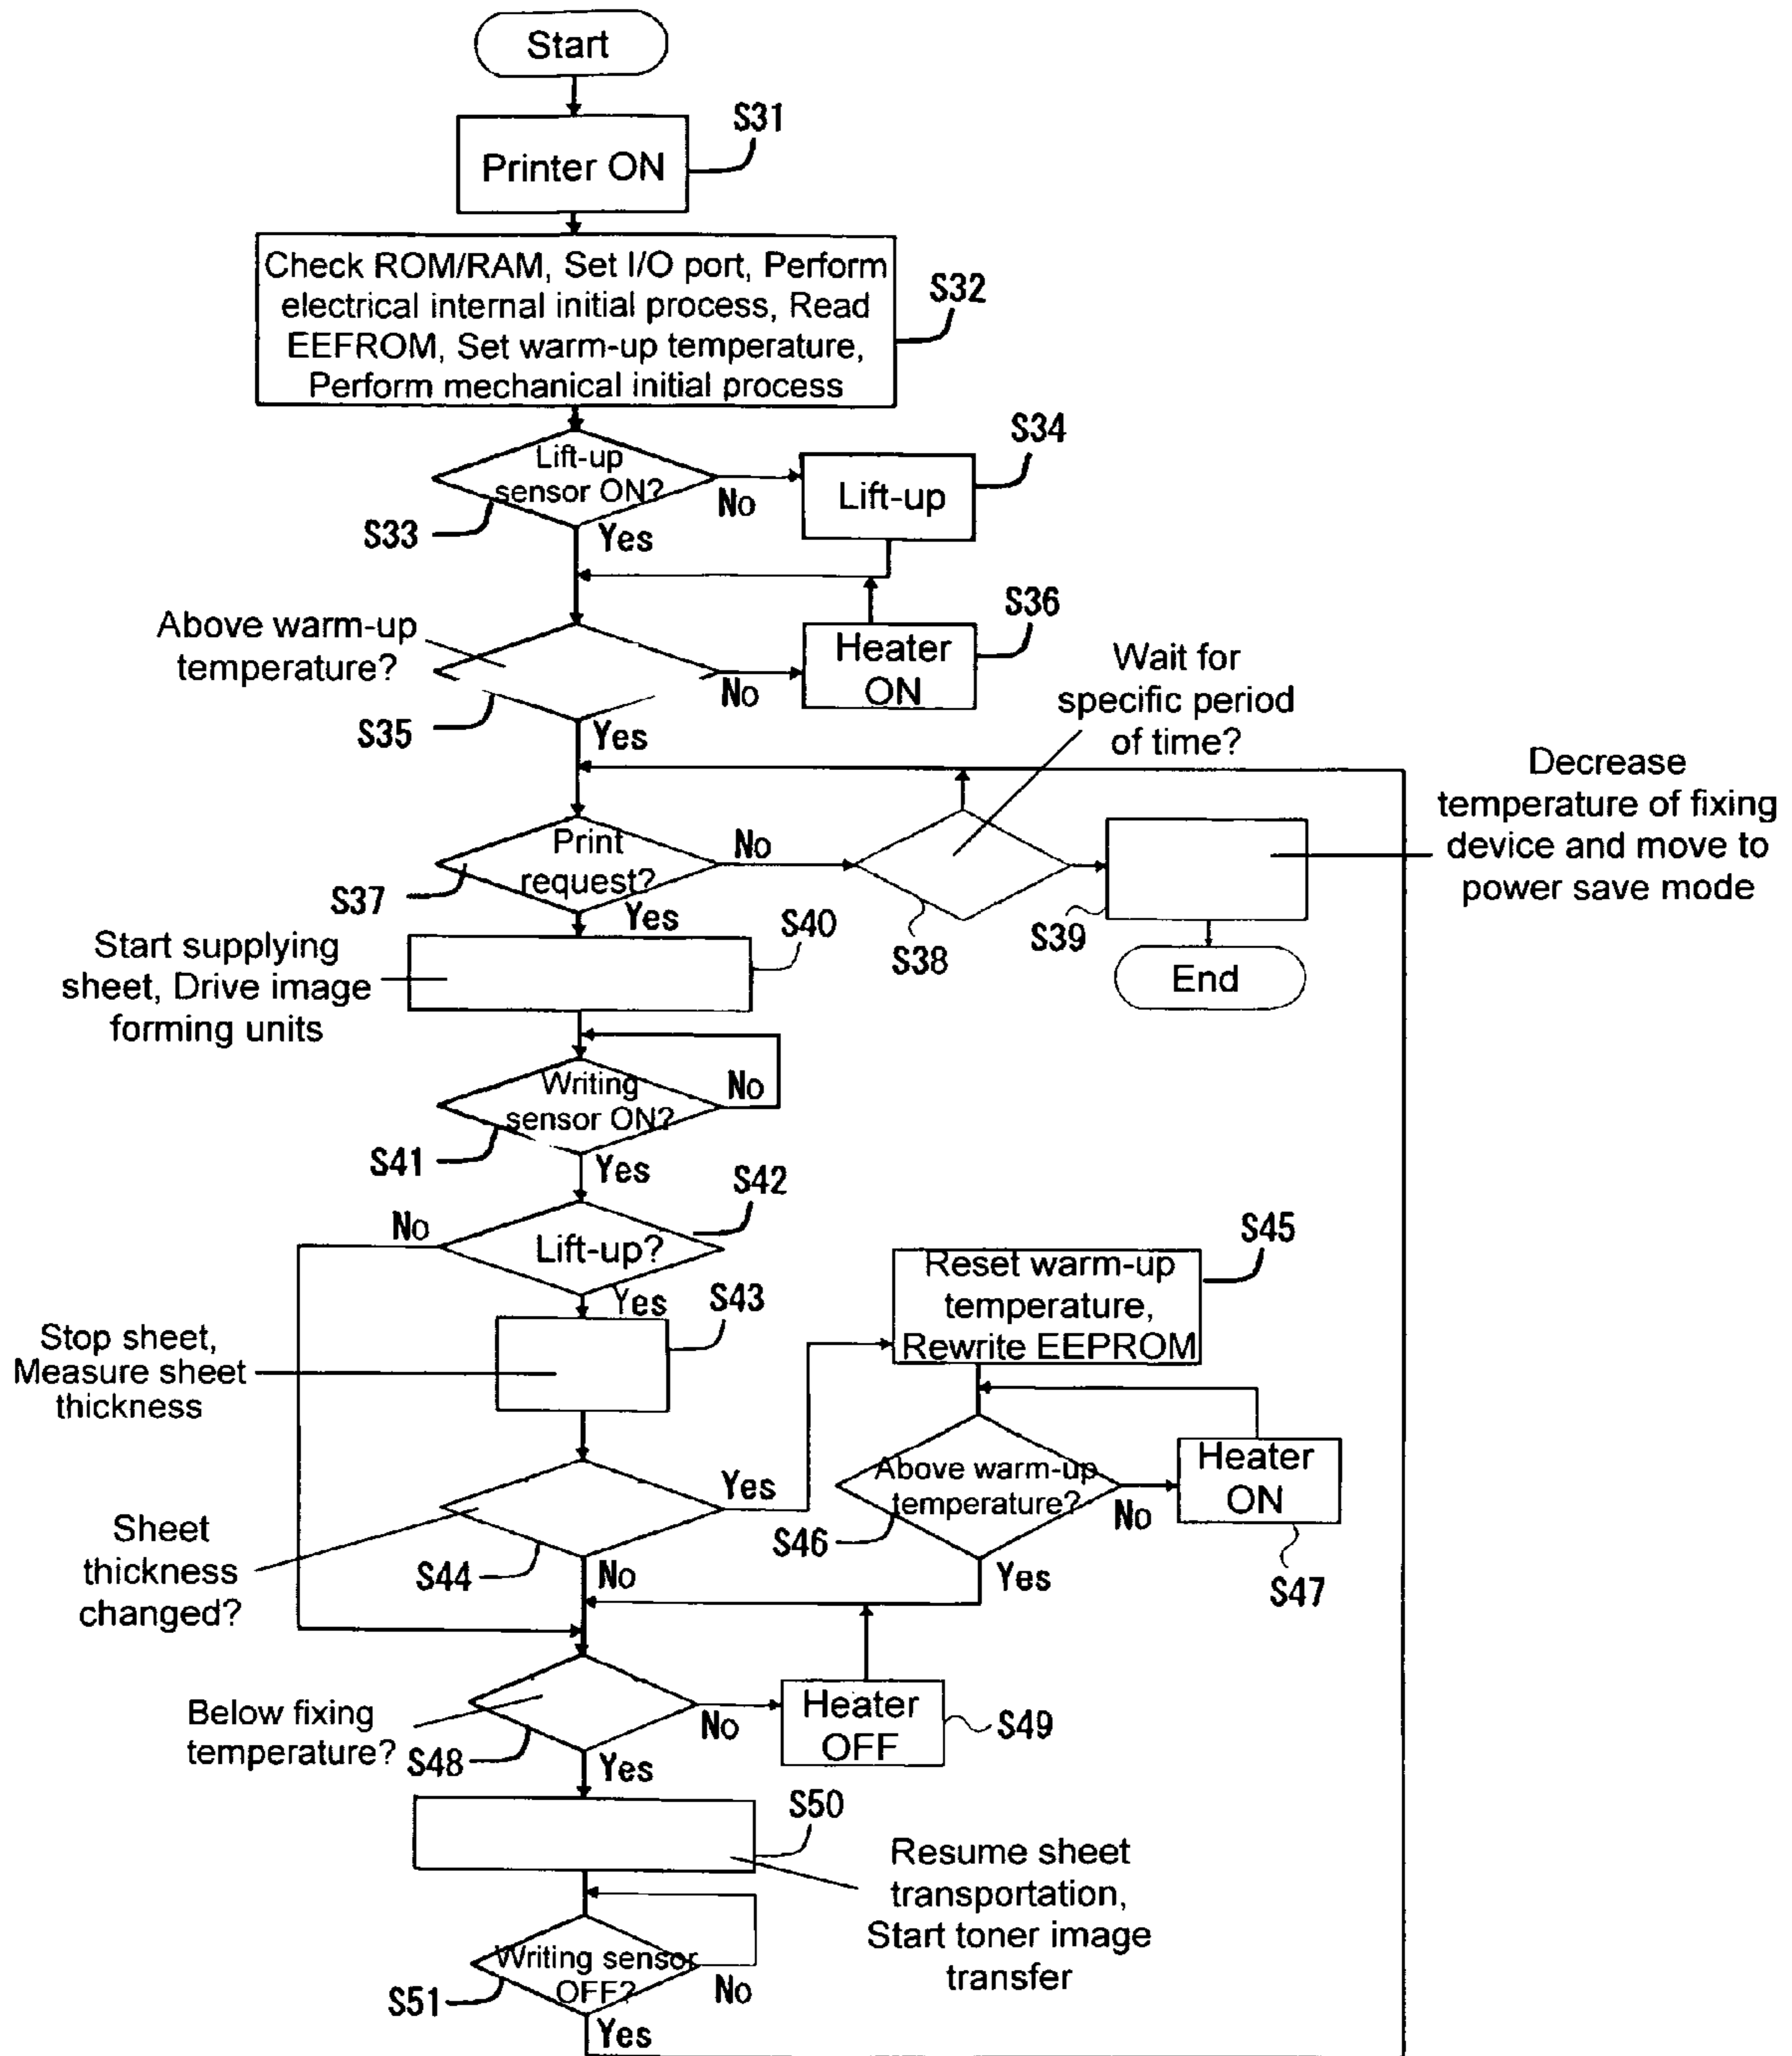 Start
S31
Printer ON
Check ROM/RAM, Set I/O port, Perform
electrical internal initial process, Read
EEFROM, Set warm-up temperature,
Perform mechanical initial process
S32
Lift-up
sensor ON?
No
S33
Yes
S34
Lift-up
Above warm-up
temperature?
No
S35
Yes
S36
Heater
ON
Wait for
specific period
of time?
Decrease
temperature of fixing
device and move to
power save mode
Print
request?
No
S37
Yes
S38
S39
End
Start supplying
sheet, Drive image
forming units
S40
Writing
sensor ON?
No
S41
Yes
S42
No
Lift-up?
Yes
S43
Stop sheet,
Measure sheet
thickness
S45
Reset warm-up
temperature,
Rewrite EEPROM
Sheet
thickness
changed?
Yes
S44
No
Above warm-up
temperature?
No
S46
Yes
Heater
ON
S47
Below fixing
temperature?
No
S48
Yes
Heater
OFF
S49
S50
Resume sheet
transportation,
Start toner image
transfer
Writing sensor
OFF?
No
S51
Yes